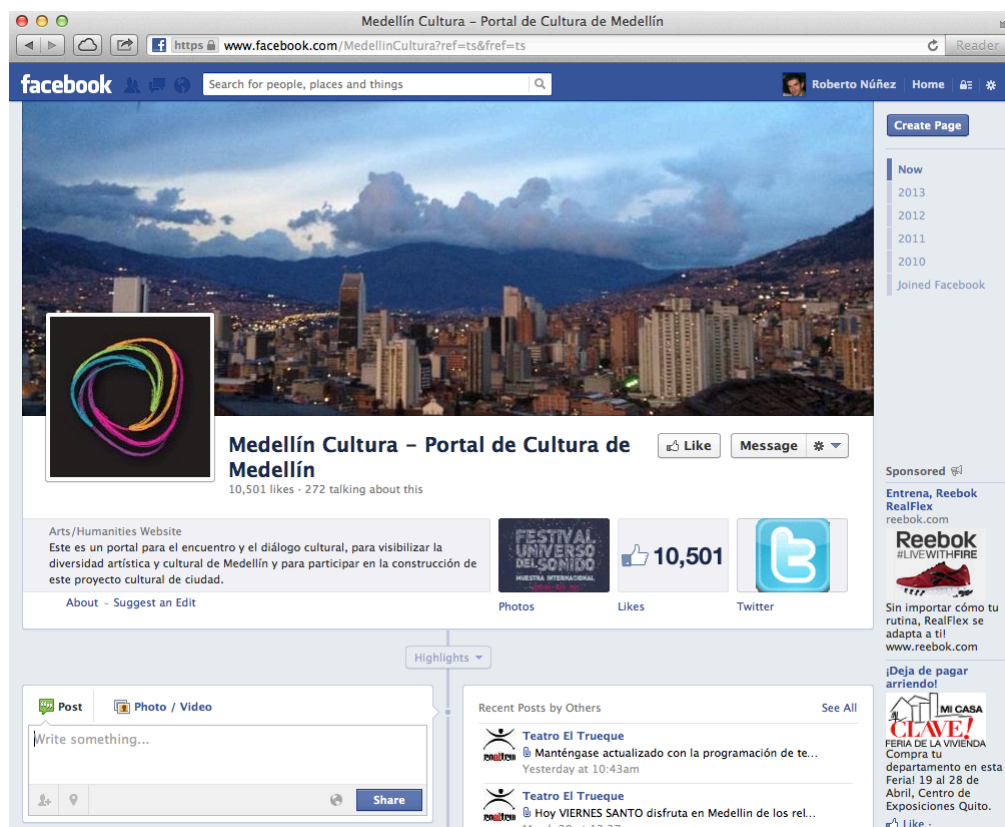 Medellín Cultura – Portal de Cultura de Medellín
https www.facebook.com/MedellinCultura?ref=ts&fref=ts
Reader
facebook
Search for people, places and things
Roberto Núñez
Home
Create Page
Now
2013
2012
2011
2010
Joined Facebook
Medellín Cultura – Portal de Cultura de
Medellín
10,501 likes · 272 talking about this
Like
Message
Arts/Humanities Website
Este es un portal para el encuentro y el diálogo cultural, para visibilizar la
diversidad artística y cultural de Medellín y para participar en la construcción de
este proyecto cultural de ciudad.
About – Suggest an Edit
FESTIVAL
UNIVERSO
DEL SONIDO
MUESTRA INTERNACIONAL
Photos
10,501
Likes
Twitter
Highlights
Post
Photo / Video
Write something...
Share
Recent Posts by Others
See All
Teatro El Trueque
Manténgase actualizado con la programación de te...
Yesterday at 10:43am
Teatro El Trueque
Hoy VIERNES SANTO disfruta en Medellin de los rel...
Sponsored
Entrena, Reebok
RealFlex
reebok.com
Reebok
#LIVEWITHFIRE
Sin importar cómo tu
rutina, RealFlex se
adapta a ti!
www.reebok.com
¡Deja de pagar
arriendo!
MI CASA
CLAVE!
FERIA DE LA VIVIENDA
Compra tu
departamento en esta
Feria! 19 al 28 de
Abril, Centro de
Exposiciones Quito.
Like ·